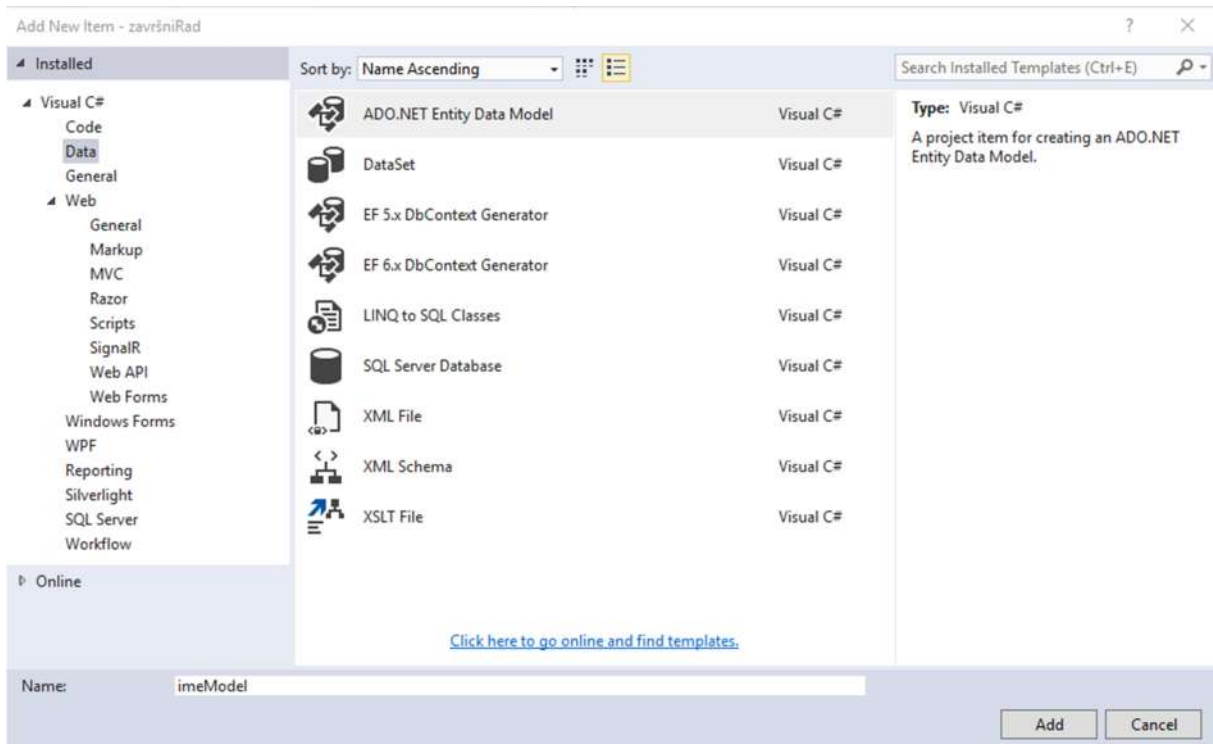 Add New Item - završniRad
?
Installed
Visual C#
Code
Data
General
Web
General
Markup
MVC
Razor
Scripts
SignalR
Web API
Web Forms
Windows Forms
WPF
Reporting
Silverlight
SQL Server
Workflow
Online
Sort by: Name Ascending
ADO.NET Entity Data Model Visual C#
DataSet Visual C#
EF 5.x DbContext Generator Visual C#
EF 6.x DbContext Generator Visual C#
LINQ to SQL Classes Visual C#
SQL Server Database Visual C#
XML File Visual C#
XML Schema Visual C#
XSLT File Visual C#
Click here to go online and find templates.
Search Installed Templates (Ctrl+E)
Type: Visual C#
A project item for creating an ADO.NET
Entity Data Model.
Name: imeModel
Add Cancel